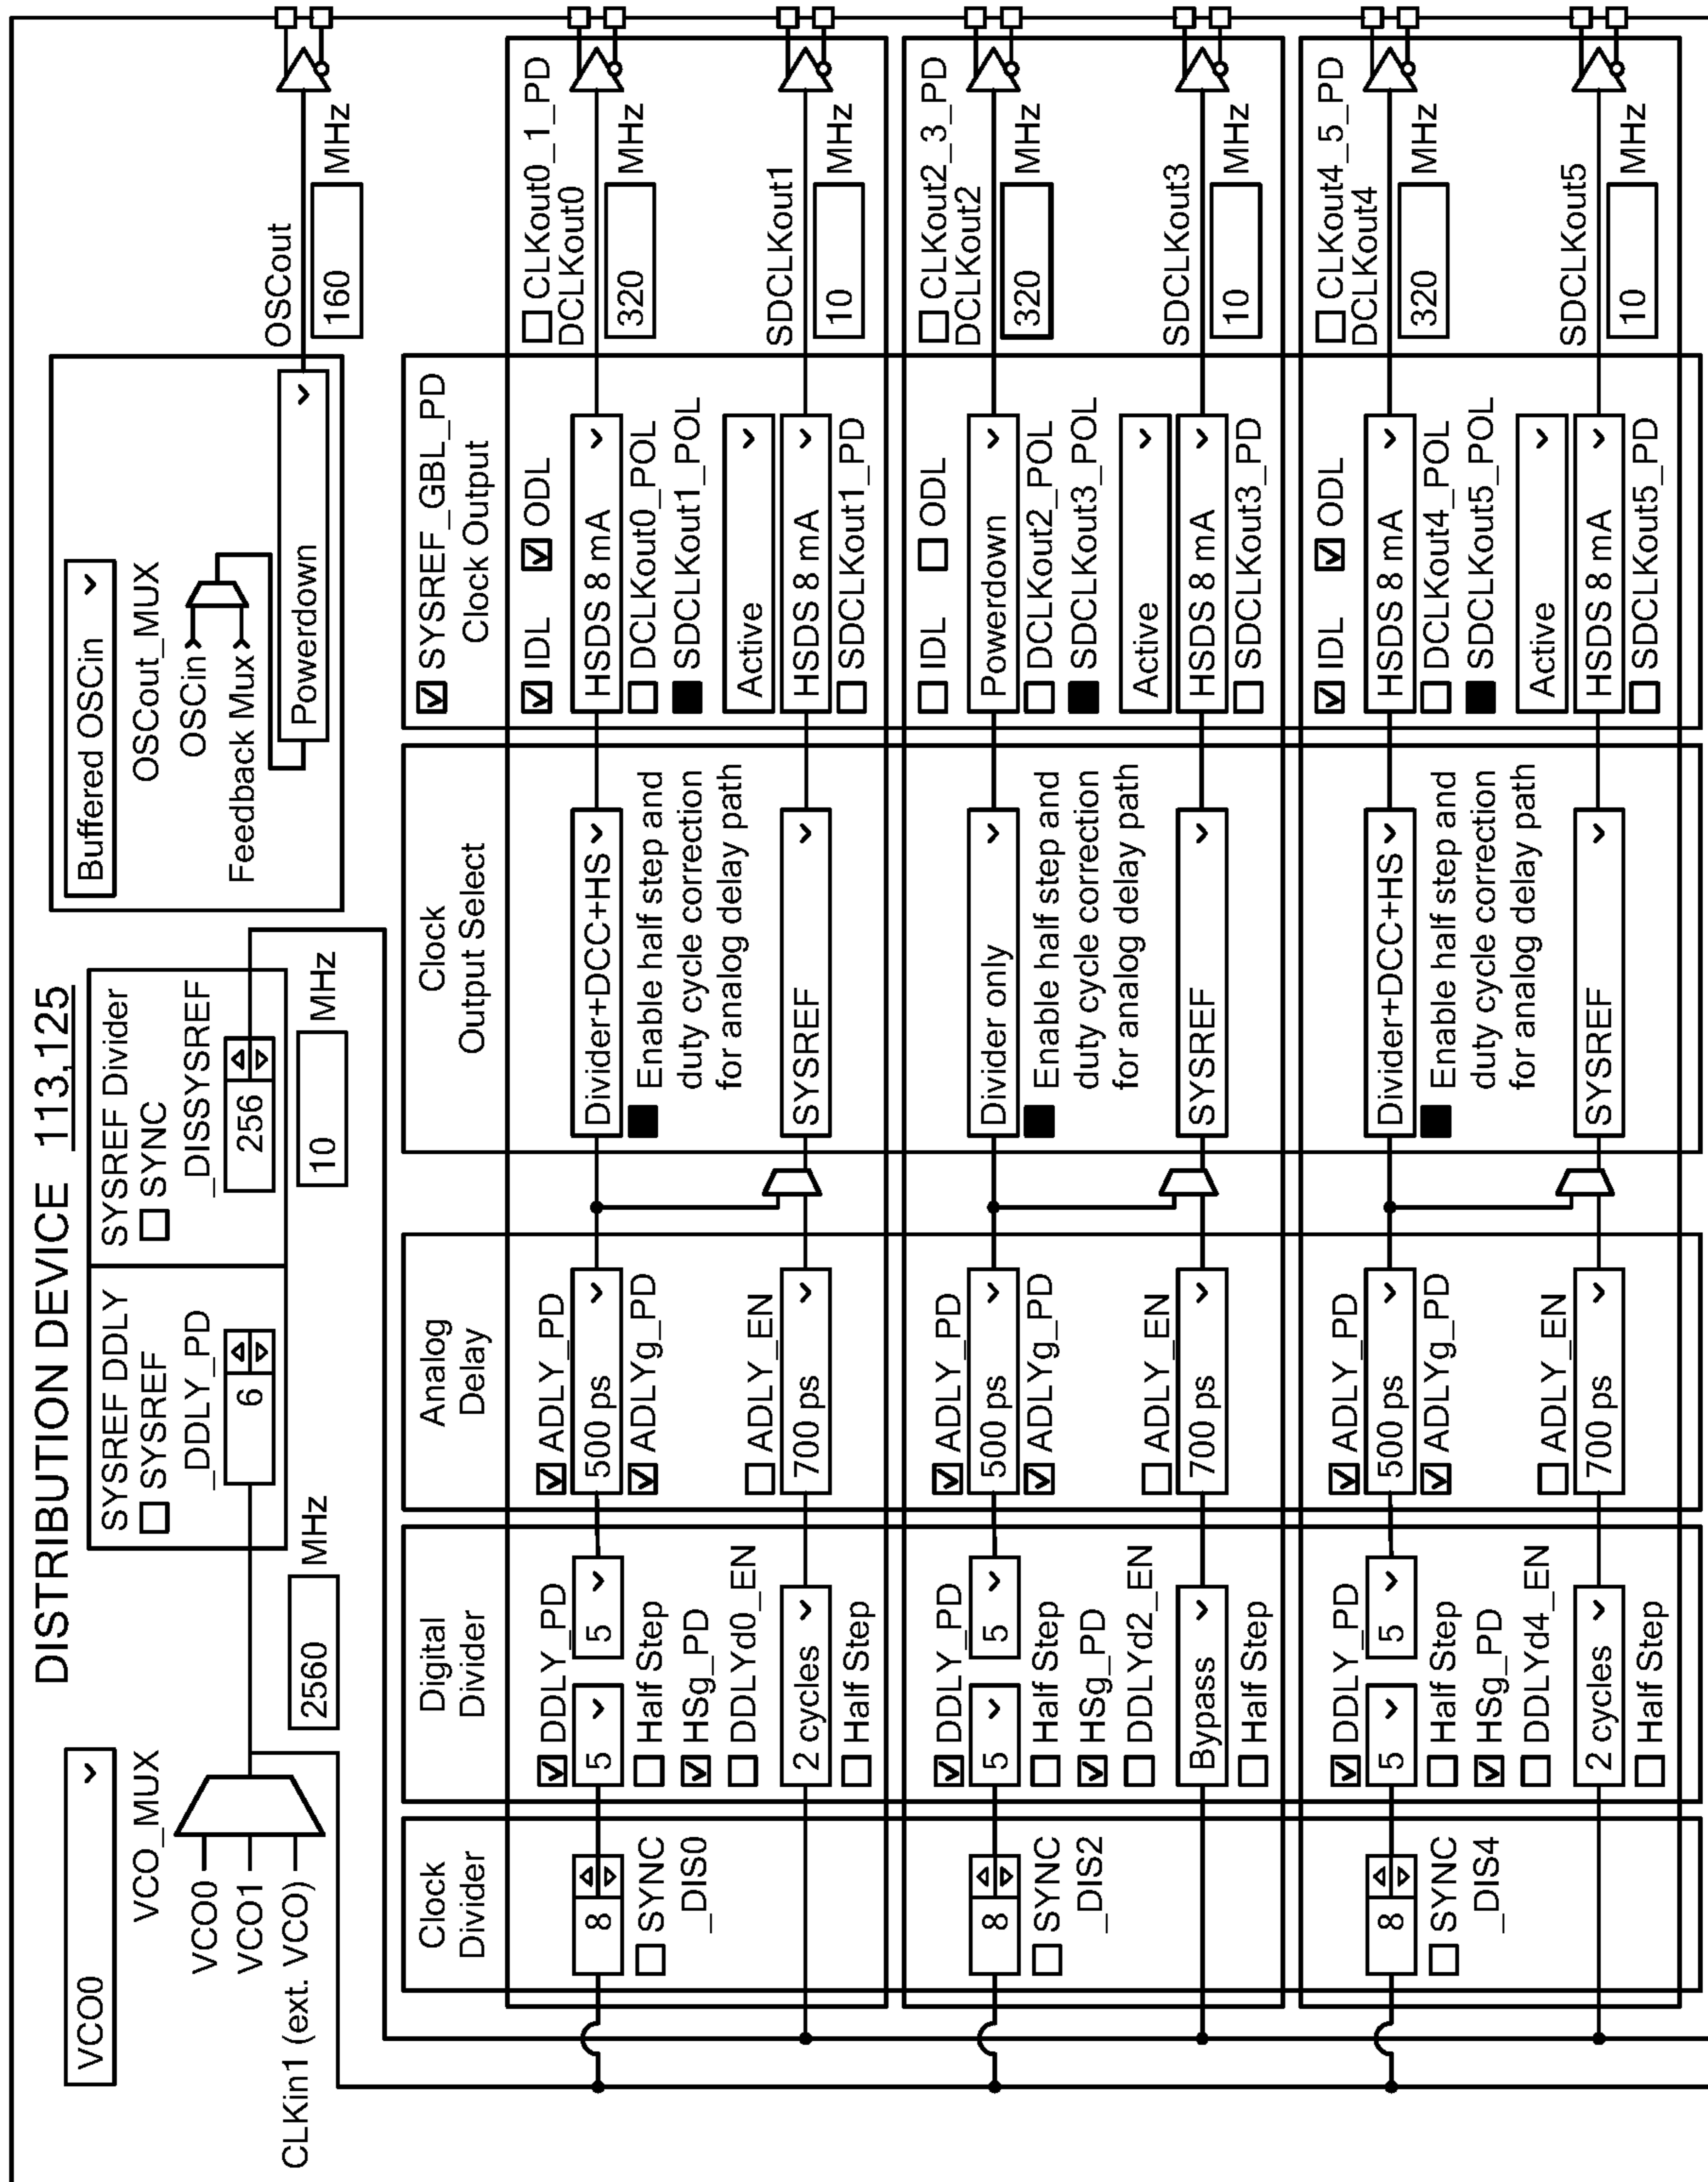 DISTRIBUTION DEVICE 113,125
VCO0
VCO_MUX
VCO0
VCO1
CLKin1 (ext. VCO)
2560 MHz
SYSREF DDLY
SYSREF
_DDLY_PD
6
SYSREF Divider
SYNC
_DISSYSREF
256
10 MHz
Buffered OSCin
OSCout_MUX
OSCin
Feedback Mux
Powerdown
OSCout
160 MHz
Clock
Divider
Digital
Divider
Analog
Delay
Clock
Output Select
SYSREF_GBL_PD
Clock Output
8
SYNC
_DIS0
DDLY_PD
5 5
Half Step
HSg_PD
DDLYd0_EN
2 cycles
Half Step
ADLY_PD
500 ps
ADLYg_PD
ADLY_EN
700 ps
Divider+DCC+HS
Enable half step and
duty cycle correction
for analog delay path
SYSREF
IDL ODL
HSDS 8 mA
DCLKout0_POL
SDCLKout1_POL
Active
HSDS 8 mA
SDCLKout1_PD
CLKout0_1_PD
DCLKout0
320 MHz
SDCLKout1
10 MHz
8
SYNC
_DIS2
DDLY_PD
5 5
Half Step
HSg_PD
DDLYd2_EN
Bypass
Half Step
ADLY_PD
500 ps
ADLYg_PD
ADLY_EN
700 ps
Divider only
Enable half step and
duty cycle correction
for analog delay path
SYSREF
IDL ODL
Powerdown
DCLKout2_POL
SDCLKout3_POL
Active
HSDS 8 mA
SDCLKout3_PD
CLKout2_3_PD
DCLKout2
320 MHz
SDCLKout3
10 MHz
8
SYNC
_DIS4
DDLY_PD
5 5
Half Step
HSg_PD
DDLYd4_EN
2 cycles
Half Step
ADLY_PD
500 ps
ADLYg_PD
ADLY_EN
700 ps
Divider+DCC+HS
Enable half step and
duty cycle correction
for analog delay path
SYSREF
IDL ODL
HSDS 8 mA
DCLKout4_POL
SDCLKout5_POL
Active
HSDS 8 mA
SDCLKout5_PD
CLKout4_5_PD
DCLKout4
320 MHz
SDCLKout5
10 MHz